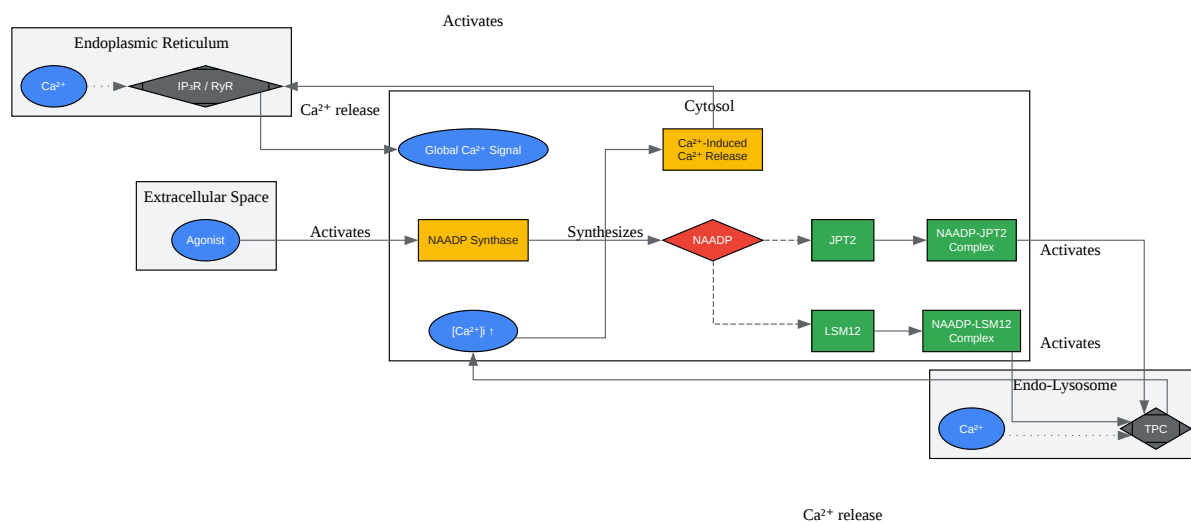 Activates
Endoplasmic Reticulum
Ca²⁺
IP₃R / RyR
Ca²⁺ release
Cytosol
Global Ca²⁺ Signal
Ca²⁺-Induced
Ca²⁺ Release
Extracellular Space
Agonist
Activates
NAADP Synthase
Synthesizes
NAADP
JPT2
NAADP-JPT2
Complex
Activates
[Ca²⁺]i ↑
LSM12
NAADP-LSM12
Complex
Activates
Endo-Lysosome
Ca²⁺
TPC
Ca²⁺ release